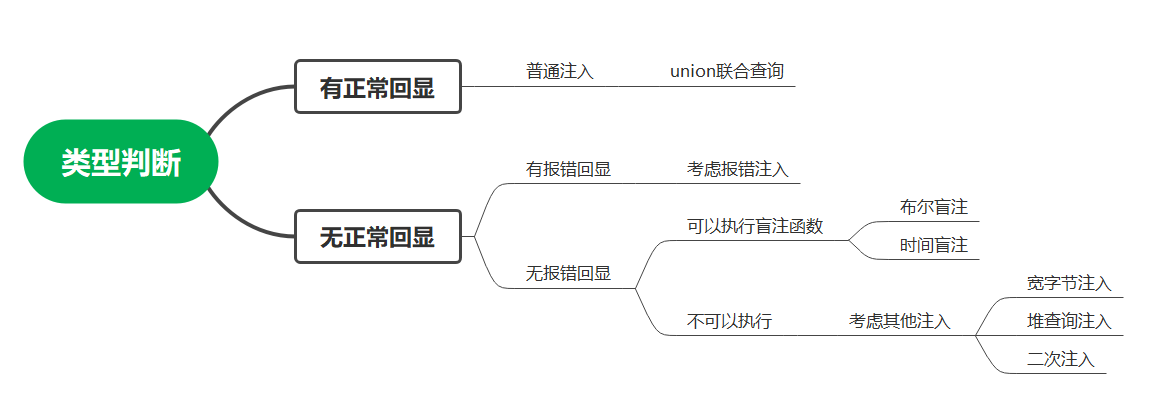 类型判断
有正常回显
普通注入
union联合查询
无正常回显
有报错回显
考虑报错注入
无报错回显
可以执行盲注函数
布尔盲注
时间盲注
不可以执行
考虑其他注入
宽字节注入
堆查询注入
二次注入